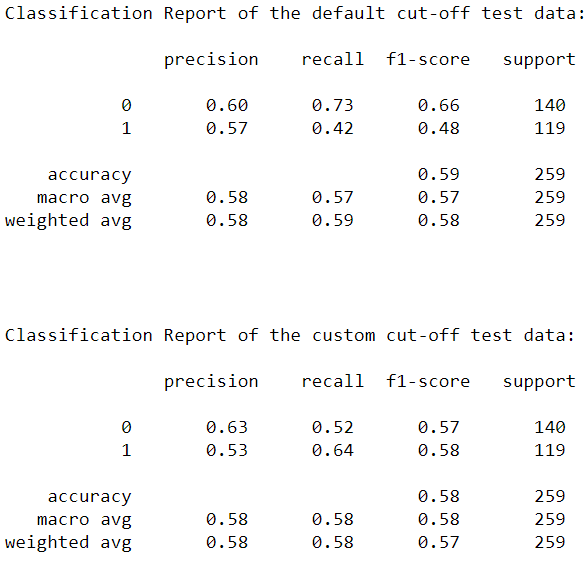 Classification Report of the default cut-off test data:
precision recall f1-score support
0 0.60 0.73 0.66 140
1 0.57 0.42 0.48 119
accuracy 0.59 259
macro avg 0.58 0.57 0.57 259
weighted avg 0.58 0.59 0.58 259
Classification Report of the custom cut-off test data:
precision recall f1-score support
0 0.63 0.52 0.57 140
1 0.53 0.64 0.58 119
accuracy 0.58 259
macro avg 0.58 0.58 0.58 259
weighted avg 0.58 0.58 0.57 259